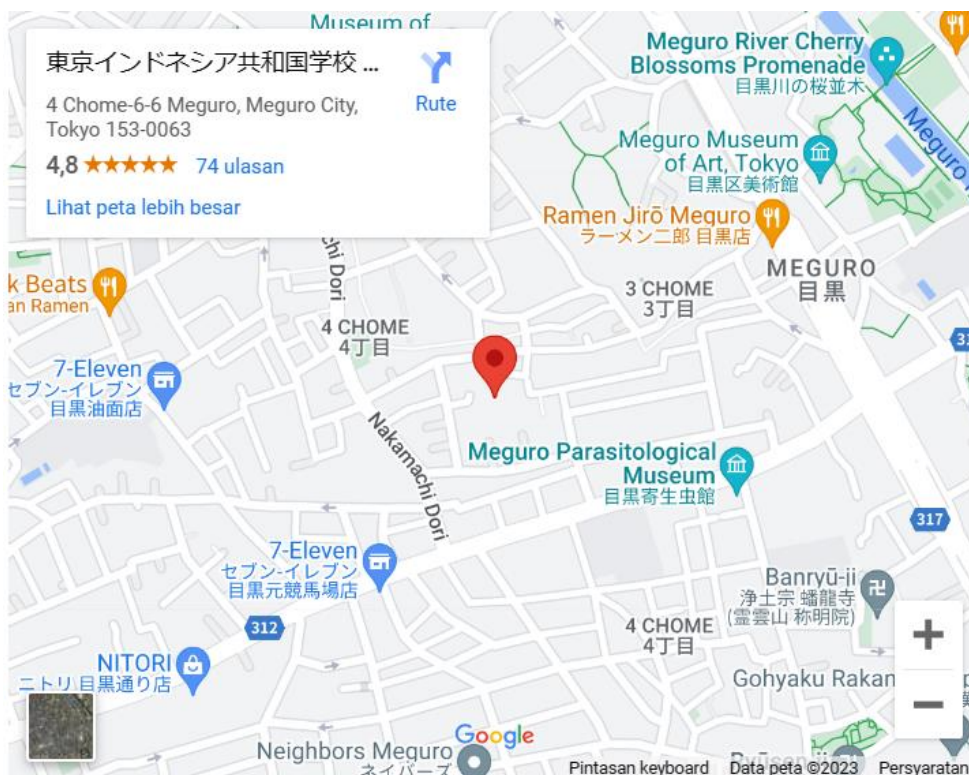 Museum of
東京インドネシア共和国学校 ...
4 Chome-6-6 Meguro, Meguro City,
Tokyo 153-0063
4,8
74 ulasan
Lihat peta lebih besar
Rute
Meguro River Cherry
Blossoms Promenade
目黒川の桜並木
Meguro
Meguro Museum
of Art, Tokyo
目黒区美術館
Ramen Jirō Meguro
ラーメン二郎 目黒店
MEGURO
目黒
3 CHOME
3丁目
hi Dori
k Beats
an Ramen
4 CHOME
4丁目
7-Eleven
セブン-イレブン
目黒油面店
Nakamachi Dori
Meguro Parasitological
Museum
目黒寄生虫館
317
7-Eleven
セブン-イレブン
目黒元競馬場店
312
Banryū-ji
浄土宗 蟠龍寺
(霊雲山 称明院)
4 CHOME
4丁目
NITORI
ニトリ 目黒通り店
Gohyaku Rakan
Neighbors Meguro
ネイバーズ
Google
Pintasan keyboard
Data peta ©2023
Persyaratan